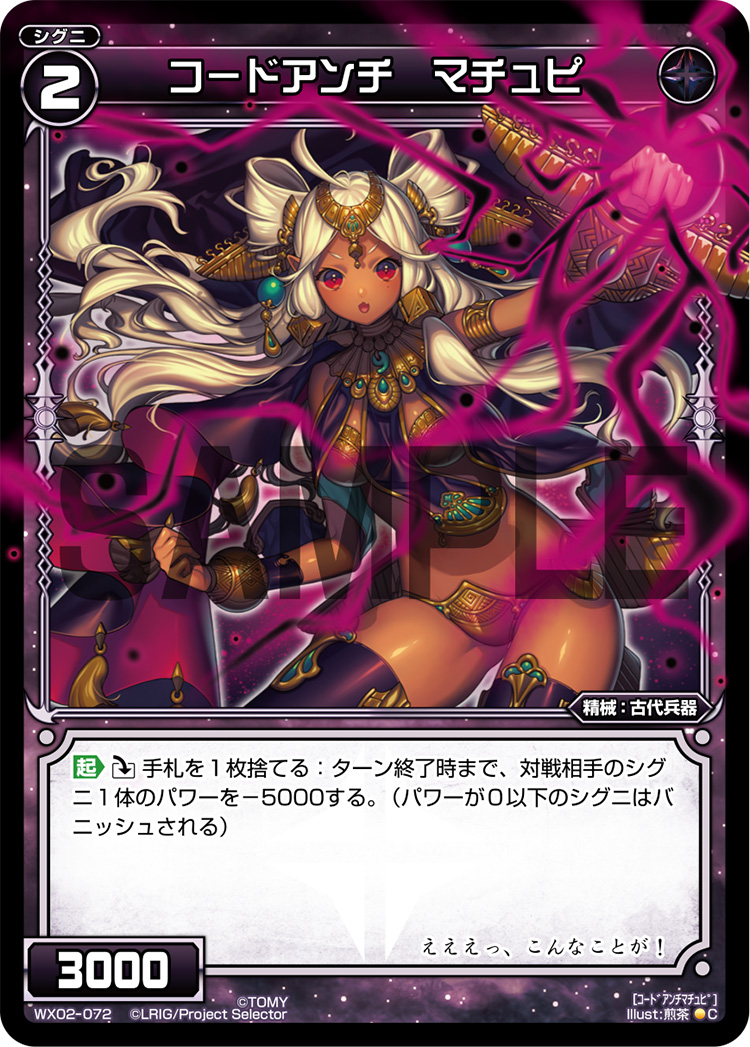 シグニ
2
コードアンチ　マチュピ
SAMPLE
精械：古代兵器
起 手札を１枚捨てる：ターン終了時まで、対戦相手のシグ
ニ１体のパワーを－5000する。（パワーが０以下のシグニはバ
ニッシュされる）
えええっ、こんなことが！
3000
WX02-072 ©LRIG/Project Selector
©TOMY
[ｺｰﾄﾞｱﾝﾁﾏﾁｭﾋﾟ]
Illust:煎茶 C